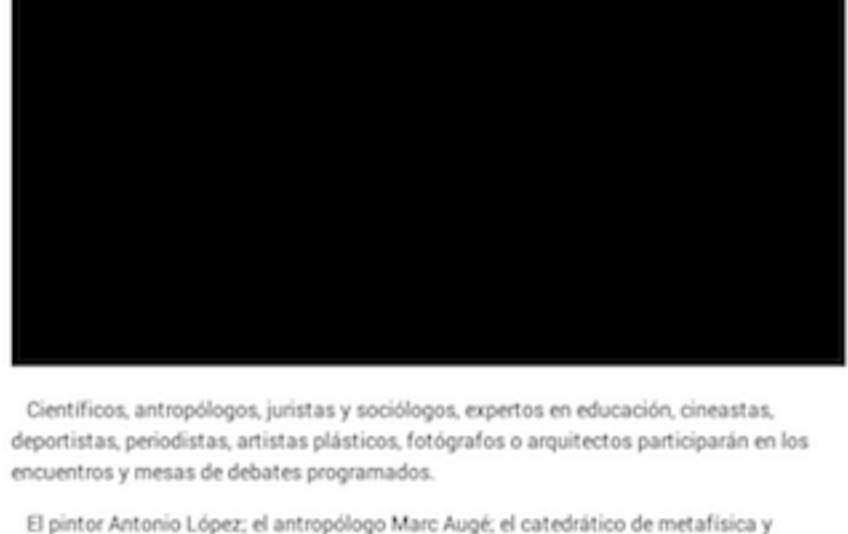 Científicos, antropólogos, juristas y sociólogos, expertos en educación, cineastas,
deportistas, periodistas, artistas plásticos, fotógrafos o arquitectos participarán en los
encuentros y mesas de debates programados.
El pintor Antonio López; el antropólogo Marc Augé; el catedrático de metafísica y